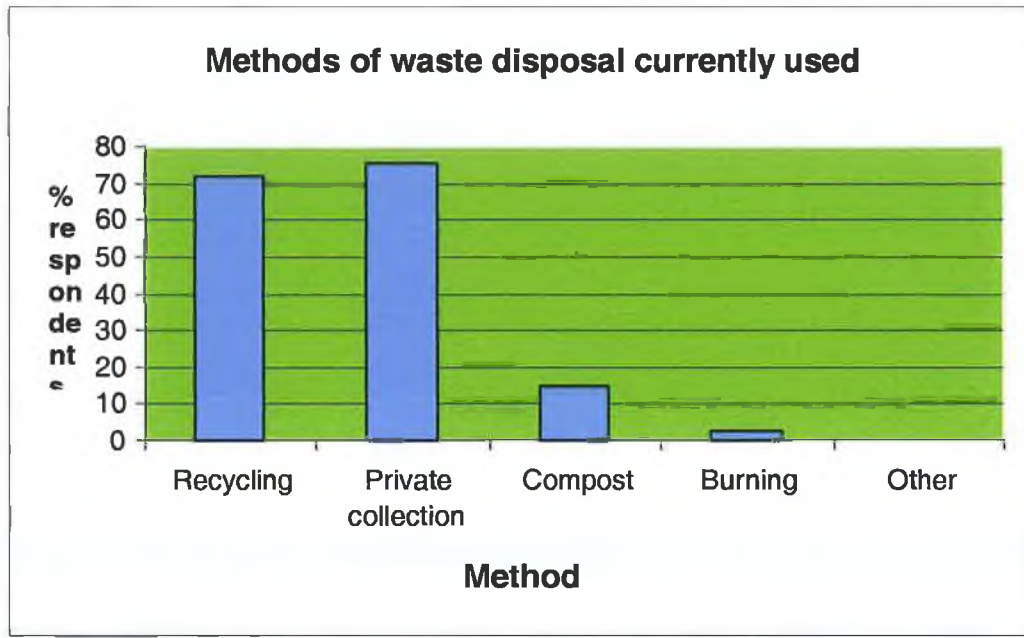 Methods of waste disposal currently used
80
70
60
50
40
30
20
10
0
%
re
sp
on
de
nt
Recycling
Private
collection
Compost
Burning
Other
Method